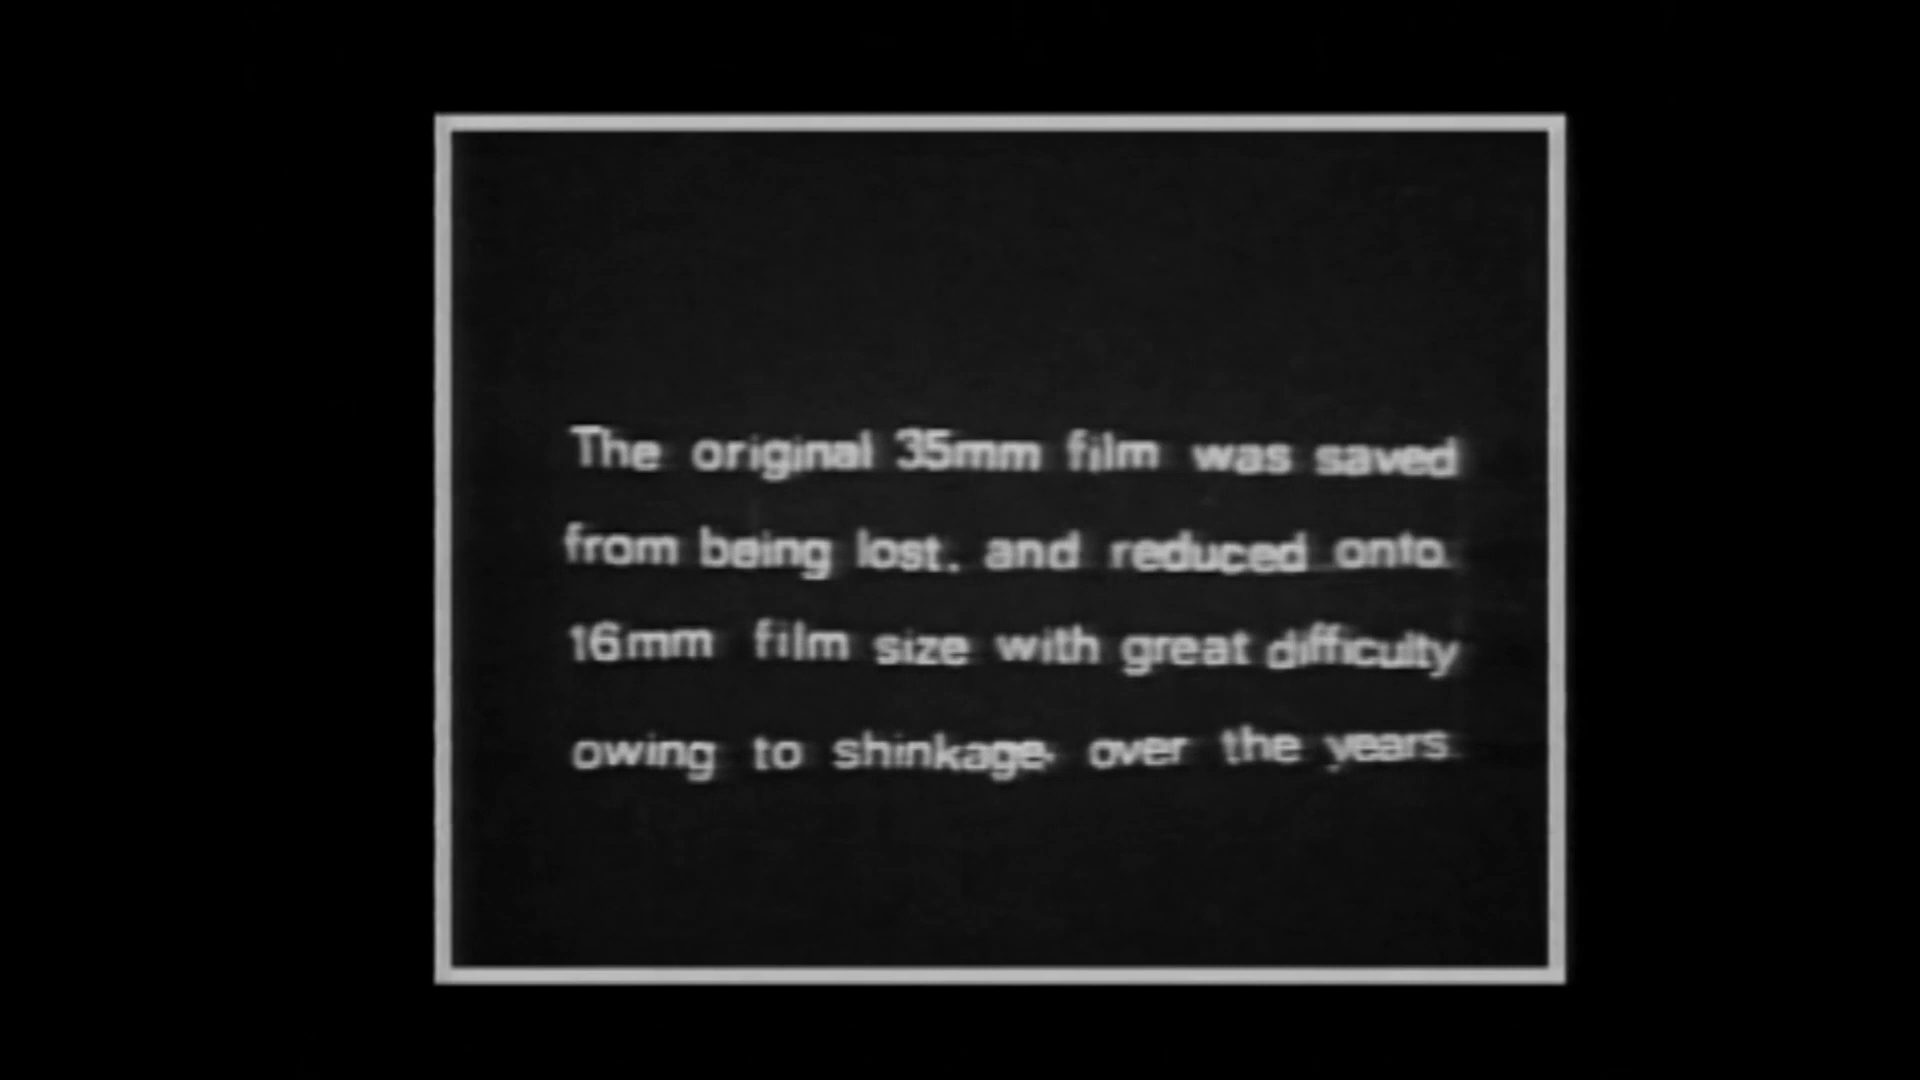 The original 35mm film was saved
from being lost. and reduced onto
16mm film size with great difficulty
owing to shinkage over the years